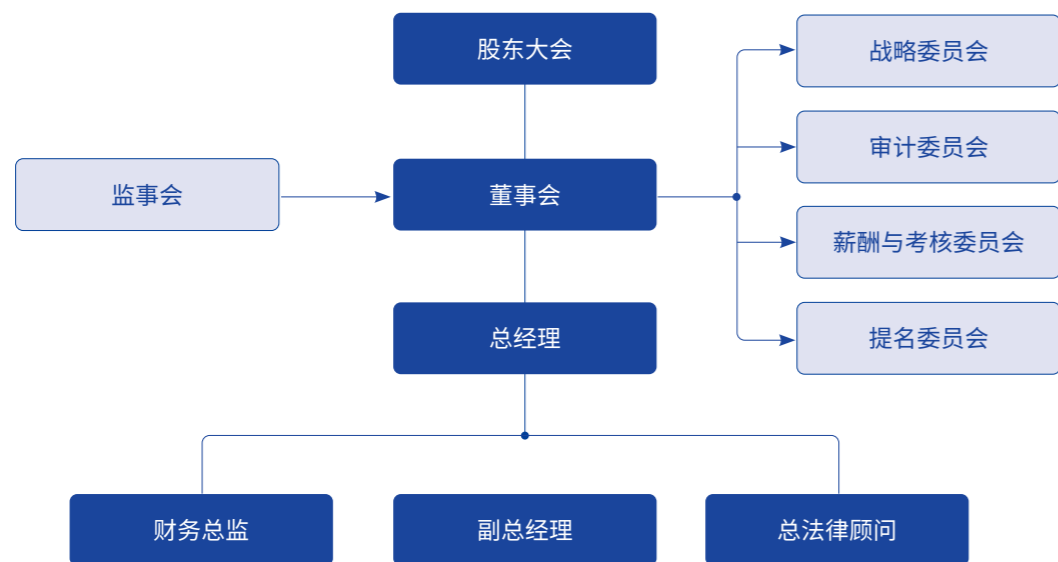 股东大会
战略委员会
审计委员会
监事会
董事会
薪酬与考核委员会
总经理
提名委员会
财务总监
副总经理
总法律顾问